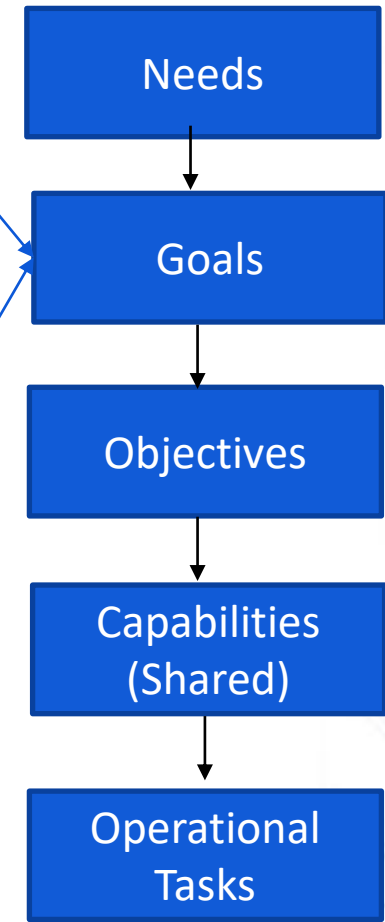 Needs
Goals
Objectives
Capabilities
(Shared)
Operational
Tasks